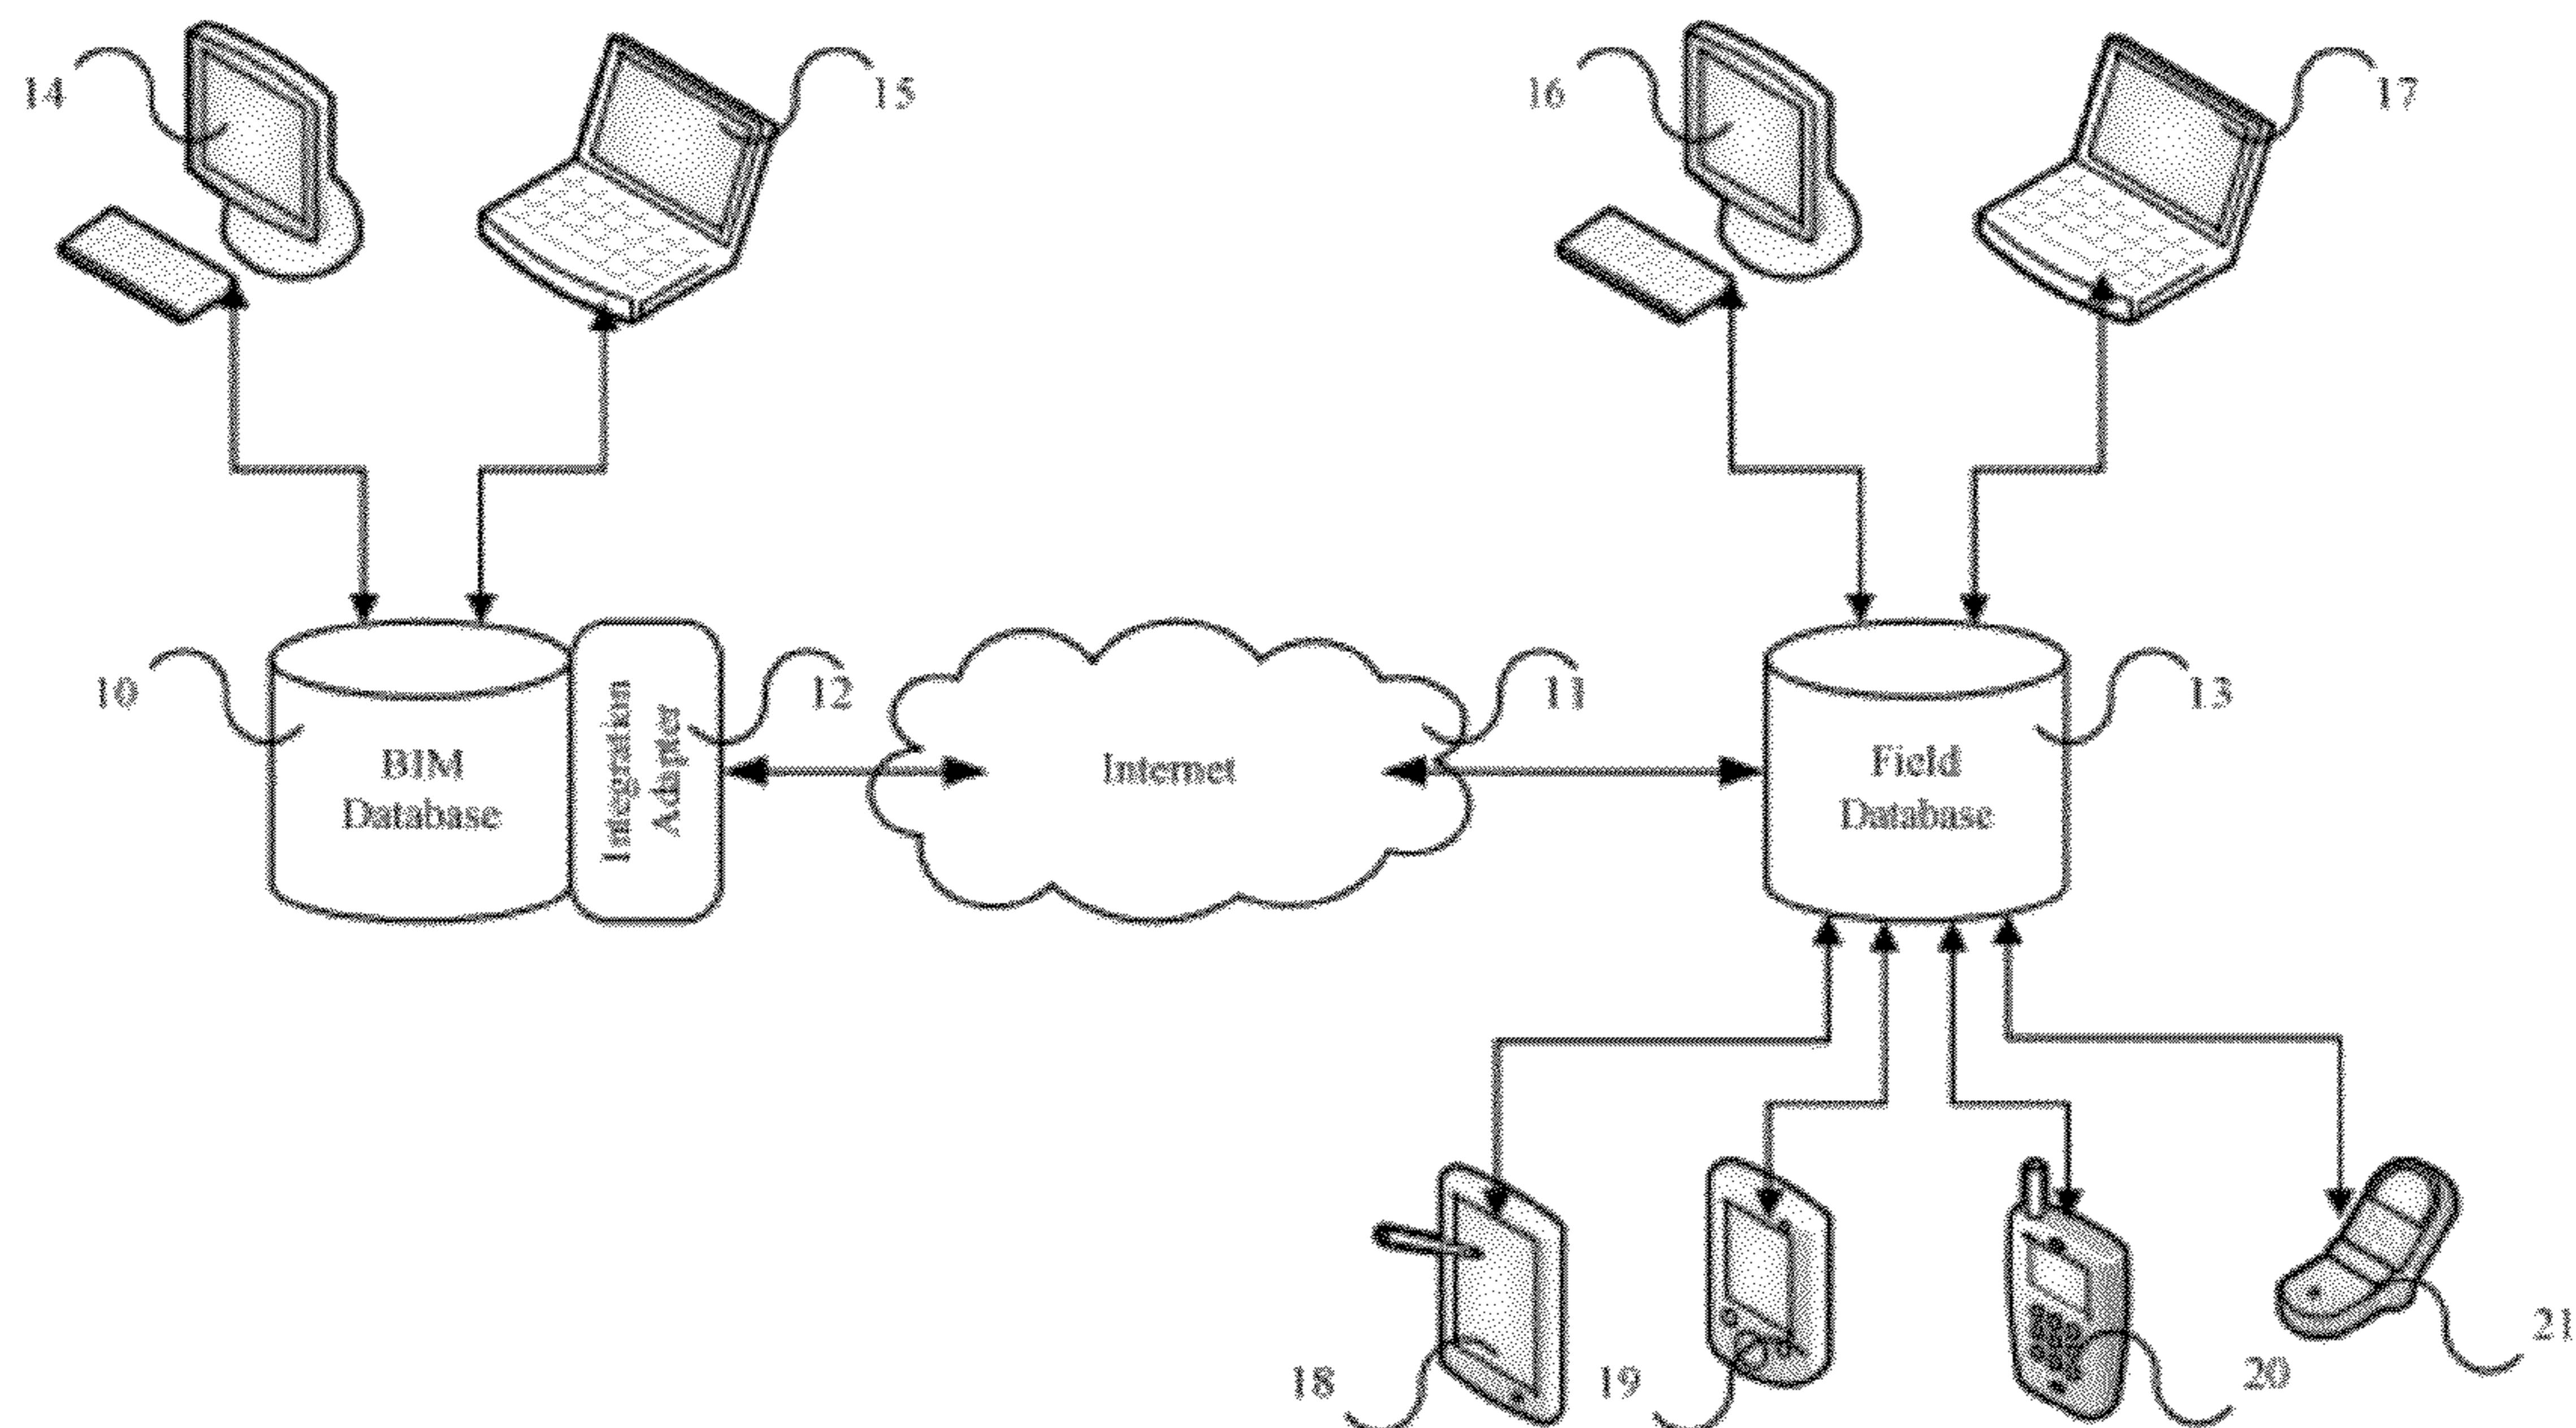 14
15
16
17
10
BIM
Database
Integration
Adapter
12
Internet
11
Field
Database
13
18
19
20
21